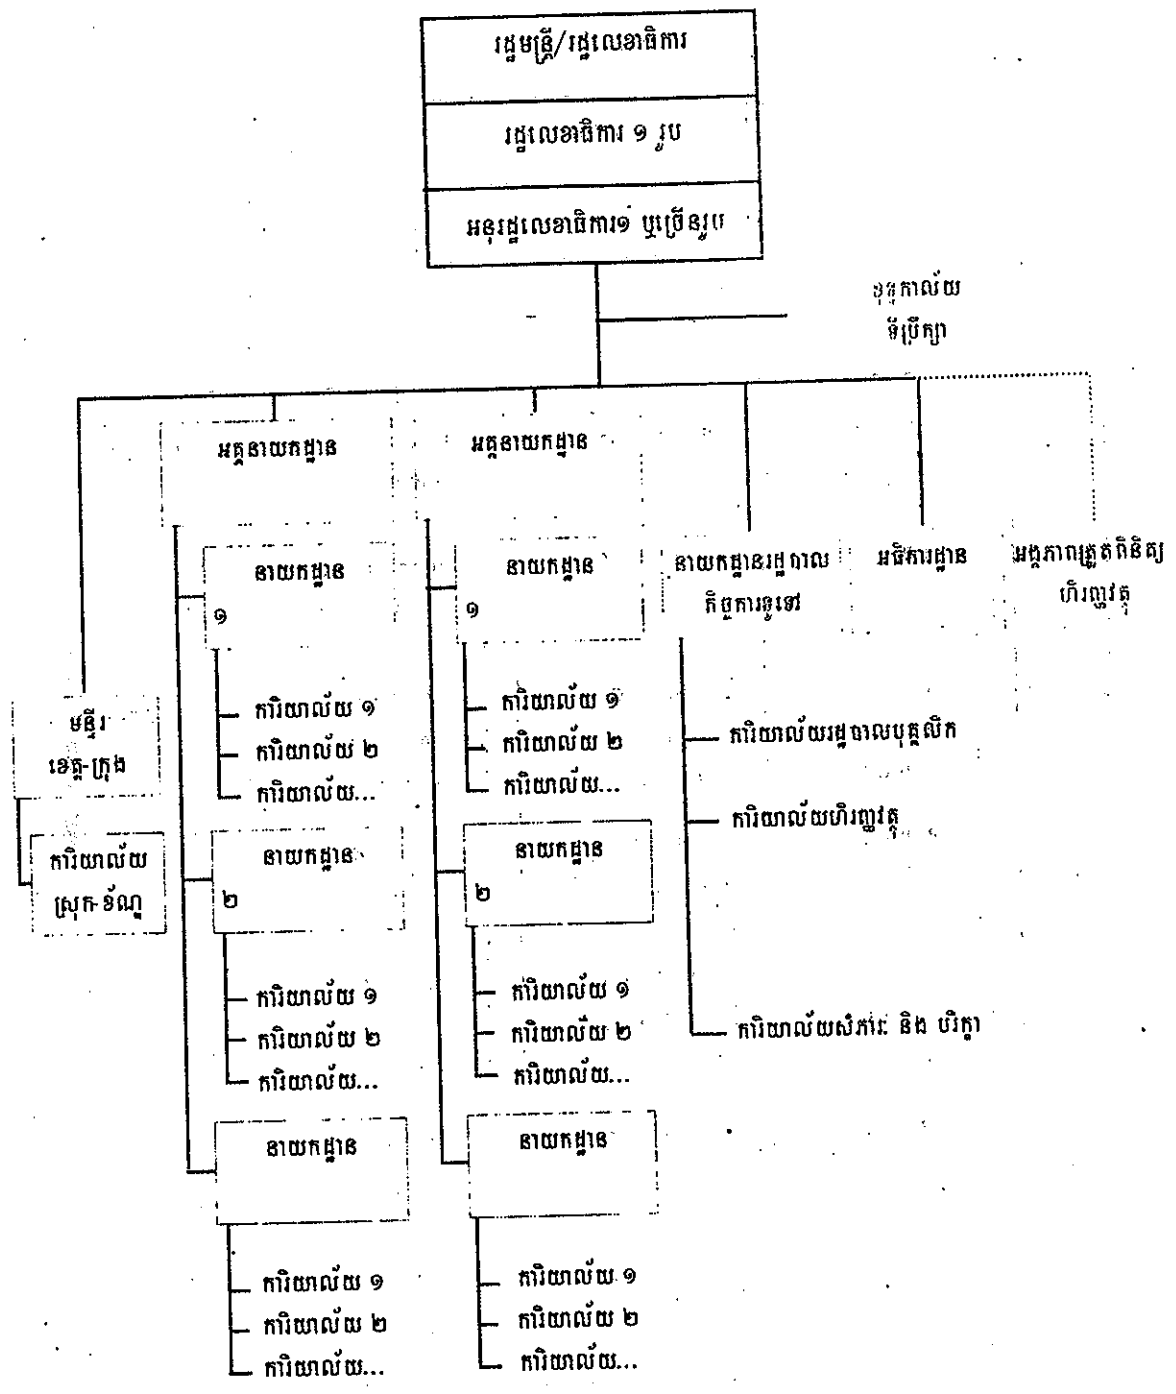 រដ្ឋមន្ត្រី/រដ្ឋលេខាធិការ
រដ្ឋលេខាធិការ ១ រូប
អនុរដ្ឋលេខាធិការ១ ឬច្រើនរូប
ខុទ្ទកាល័យ
ទីប្រឹក្សា
អគ្គនាយកដ្ឋាន
អគ្គនាយកដ្ឋាន
នាយកដ្ឋាន
១
នាយកដ្ឋាន
១
នាយកដ្ឋានរដ្ឋបាល
កិច្ចការទូទៅ
អធិការដ្ឋាន
អង្គភាពត្រួតពិនិត្យ
ហិរញ្ញវត្ថុ
មន្ទីរ
ខេត្ត-ក្រុង
ការិយាល័យ
ស្រុក-ខ័ណ្ឌ
ការិយាល័យ ១
ការិយាល័យ ២
ការិយាល័យ...
ការិយាល័យ ១
ការិយាល័យ ២
ការិយាល័យ...
ការិយាល័យរដ្ឋបាលបុគ្គលិក
ការិយាល័យហិរញ្ញវត្ថុ
ការិយាល័យសំភារៈ និង បរិក្ខា
នាយកដ្ឋាន
២
នាយកដ្ឋាន
២
ការិយាល័យ ១
ការិយាល័យ ២
ការិយាល័យ...
ការិយាល័យ ១
ការិយាល័យ ២
ការិយាល័យ...
នាយកដ្ឋាន
នាយកដ្ឋាន
ការិយាល័យ ១
ការិយាល័យ ២
ការិយាល័យ...
ការិយាល័យ ១
ការិយាល័យ ២
ការិយាល័យ...